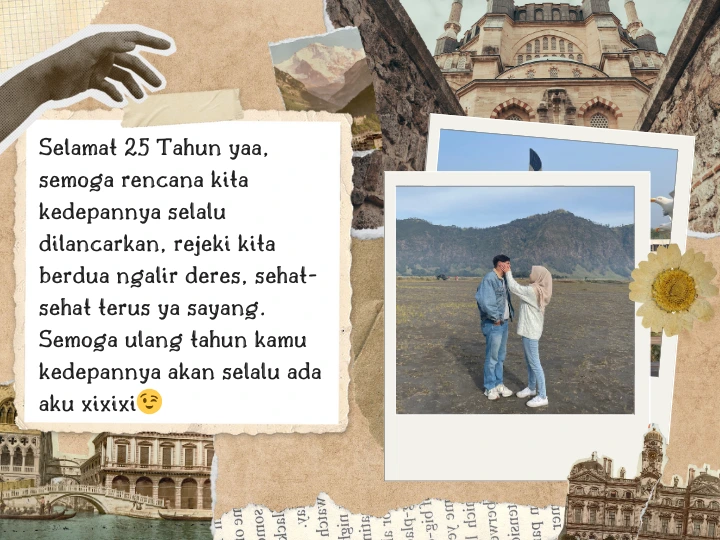 Selamat 25 Tahun yaa,
semoga rencana kita
kedepannya selalu
dilancarkan, rejeki kita
berdua ngalir deres, sehat-
sehat terus ya sayang.
Semoga ulang tahun kamu
kedepannya akan selalu ada
aku xixixi😉